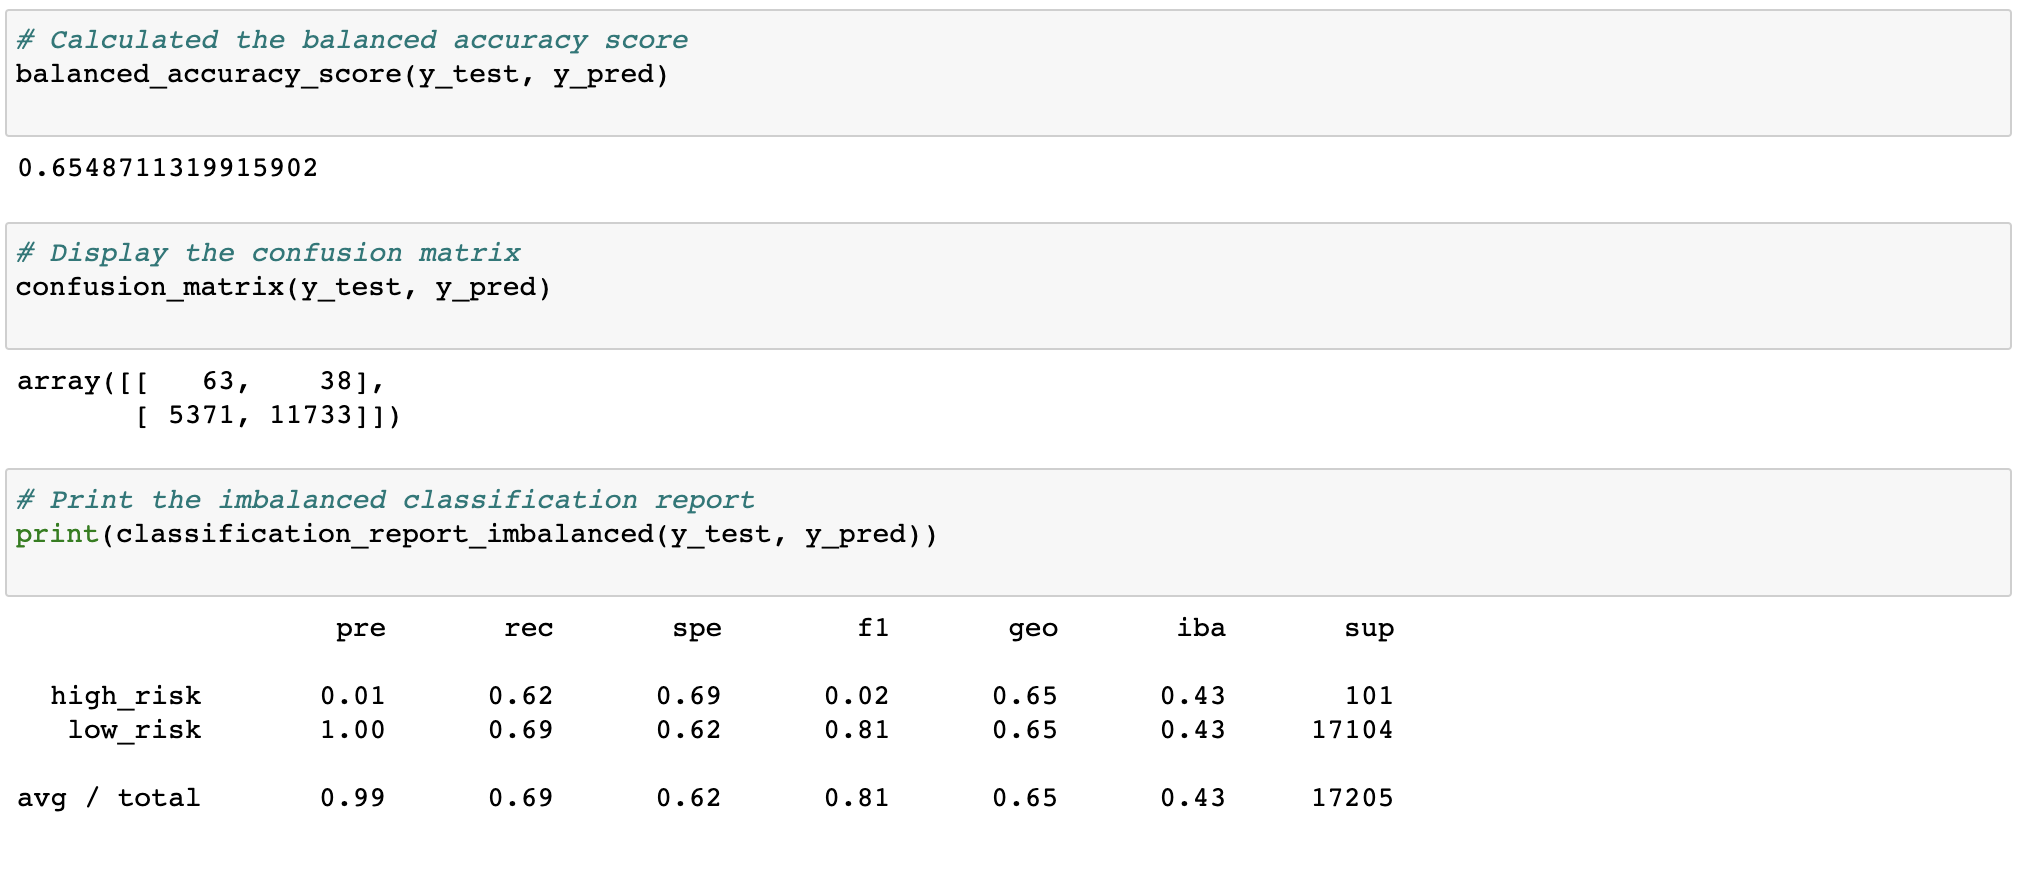 # Calculated the balanced accuracy score
balanced_accuracy_score(y_test, y_pred)
0.6548711319915902
# Display the confusion matrix
confusion_matrix(y_test, y_pred)
array([[   63,    38],
       [ 5371, 11733]])
# Print the imbalanced classification report
print(classification_report_imbalanced(y_test, y_pred))
                   pre       rec       spe        f1       geo       iba       sup
  high_risk       0.01      0.62      0.69      0.02      0.65      0.43       101
   low_risk       1.00      0.69      0.62      0.81      0.65      0.43     17104
avg / total       0.99      0.69      0.62      0.81      0.65      0.43     17205